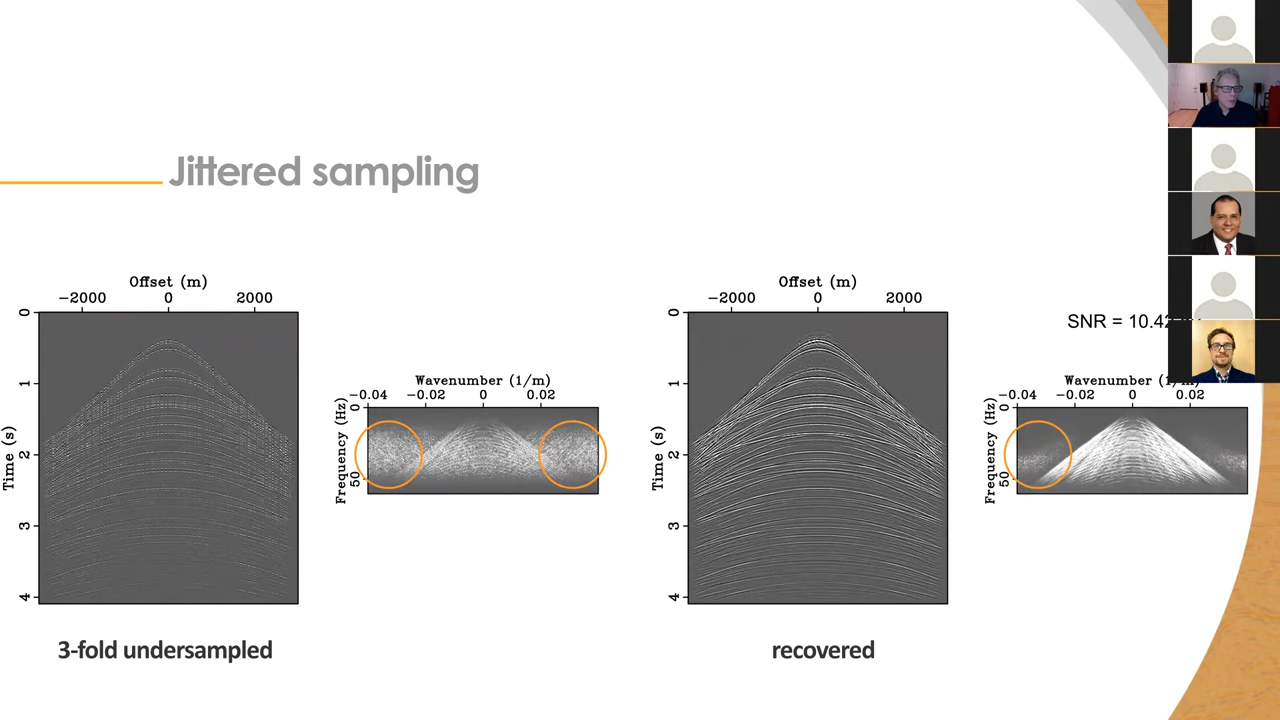 Jittered sampling
Offset (m)
−2000 0 2000
0
1
2
3
4
Time (s)
Wavenumber (1/m)
−0.04 −0.02 0 0.02
0
50
Frequency (Hz)
3-fold undersampled
Offset (m)
−2000 0 2000
0
1
2
3
4
Time (s)
SNR = 10.42
Wavenumber (1/m)
−0.04 −0.02 0 0.02
0
50
Frequency (Hz)
recovered